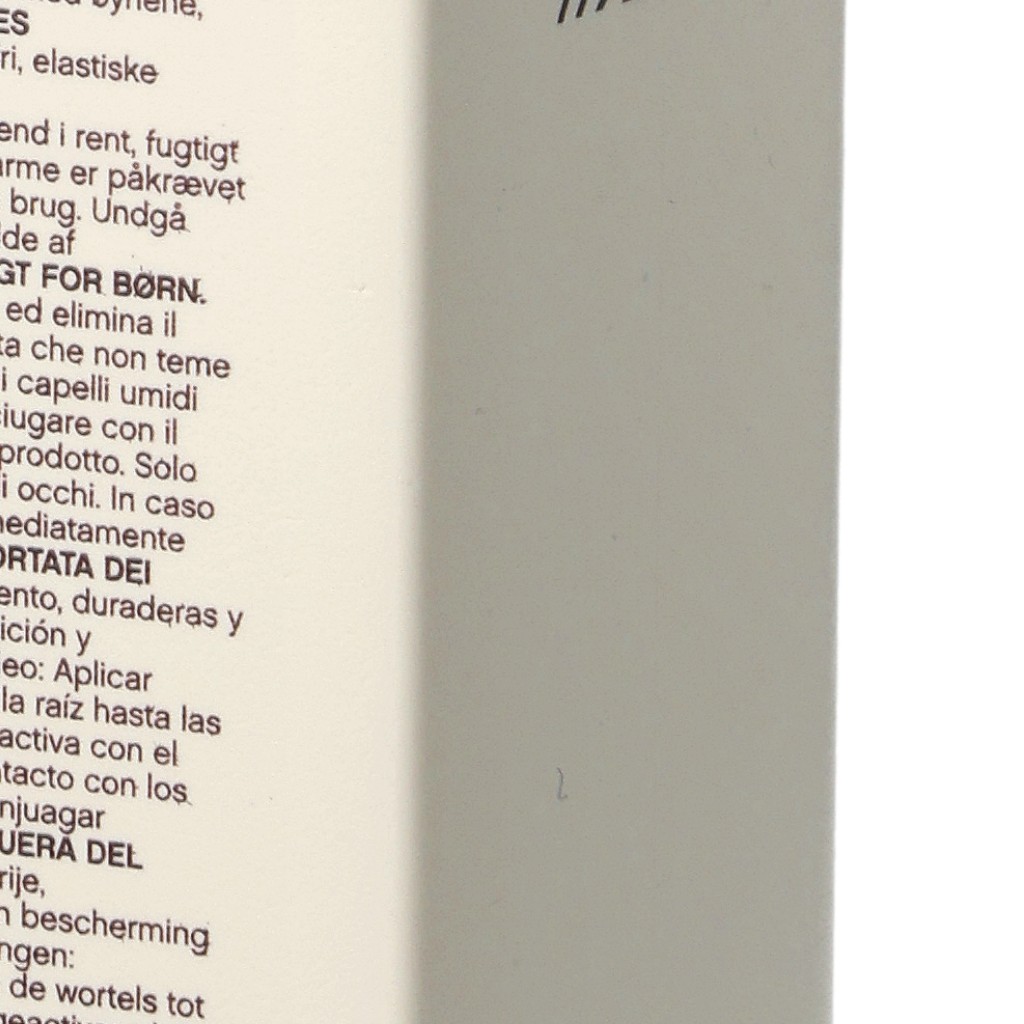 byhene,
ES
ri, elastiske
end i rent, fugtigt
arme er påkrævet
brug. Undgå
de af
GT FOR BØRN.
ed elimina il
ta che non teme
i capelli umidi
iugare con il
prodotto. Solo
i occhi. In caso
nediatamente
ORTATA DEI
ento, duraderas y
ición y
eo: Aplicar
la raíz hasta las
activa con el
ntacto con los
njuagar
UERA DEL
rije,
n bescherming
ngen:
de wortels tot